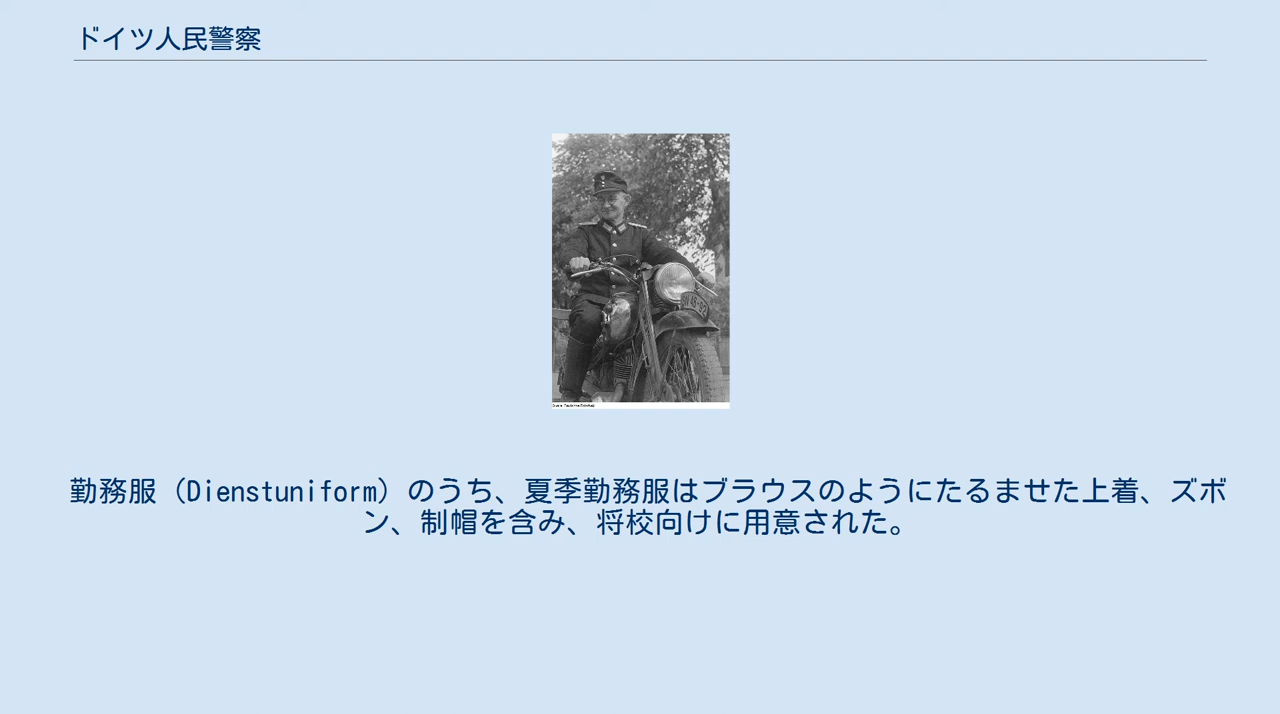 ドイツ人民警察
勤務服（Dienstuniform）のうち、夏季勤務服はブラウスのようにたるませた上着、ズボ
ン、制帽を含み、将校向けに用意された。